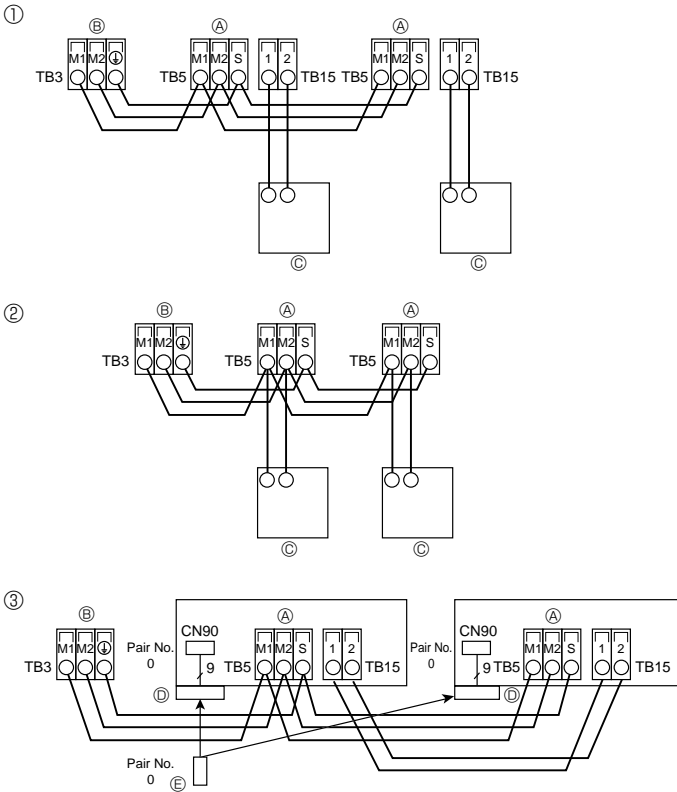 ①
Ⓑ Ⓐ Ⓐ
M1 M2 ⏚ M1 M2 S 1 2 M1 M2 S 1 2
TB3 TB5 TB15 TB5 TB15
Ⓒ Ⓒ
②
Ⓑ Ⓐ Ⓐ
M1 M2 ⏚ M1 M2 S M1 M2 S
TB3 TB5 TB5
Ⓒ Ⓒ
③
Ⓑ Ⓐ Ⓐ
CN90 CN90
M1 M2 ⏚ Pair No. M1 M2 S 1 2 Pair No. M1 M2 S 1 2
TB3 0 9 TB5 TB15 0 9 TB5 TB15
Ⓓ Ⓓ
Pair No.
0 Ⓔ